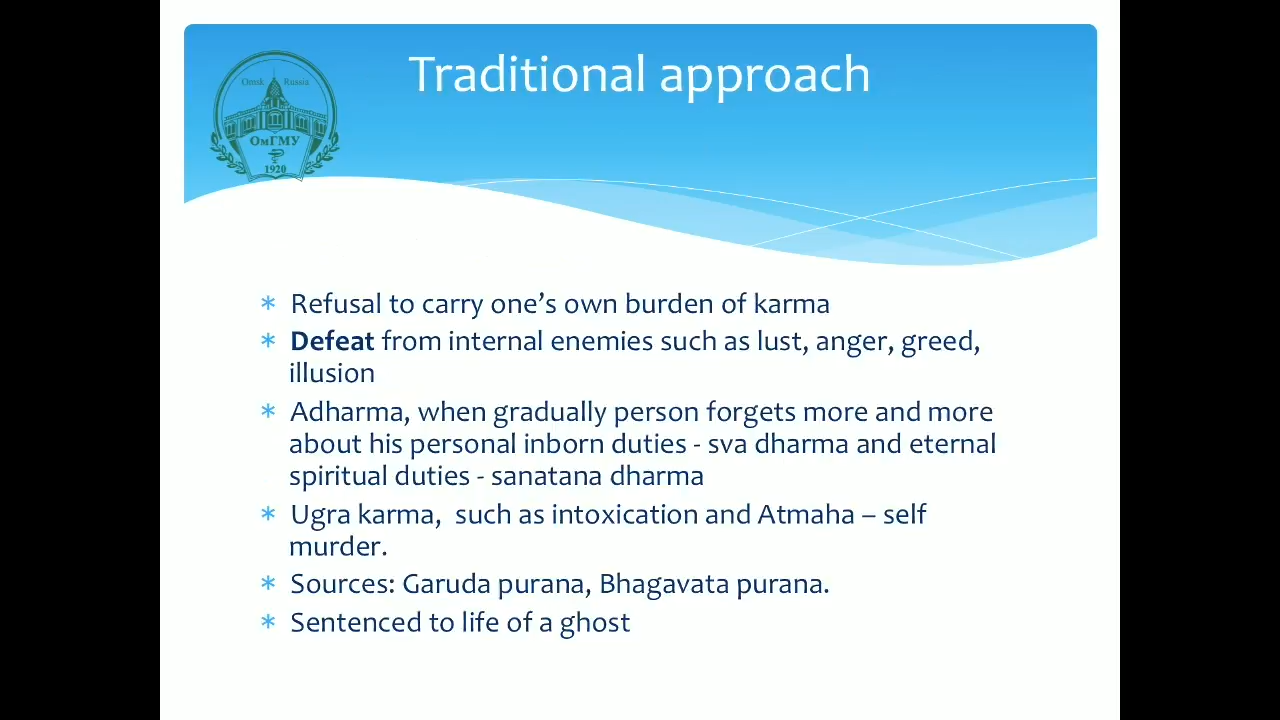 Traditional approach
Omsk Russia
ОмГМУ
1920
* Refusal to carry one’s own burden of karma
* Defeat from internal enemies such as lust, anger, greed,
illusion
* Adharma, when gradually person forgets more and more
about his personal inborn duties - sva dharma and eternal
spiritual duties - sanatana dharma
* Ugra karma,  such as intoxication and Atmaha – self
murder.
* Sources: Garuda purana, Bhagavata purana.
* Sentenced to life of a ghost